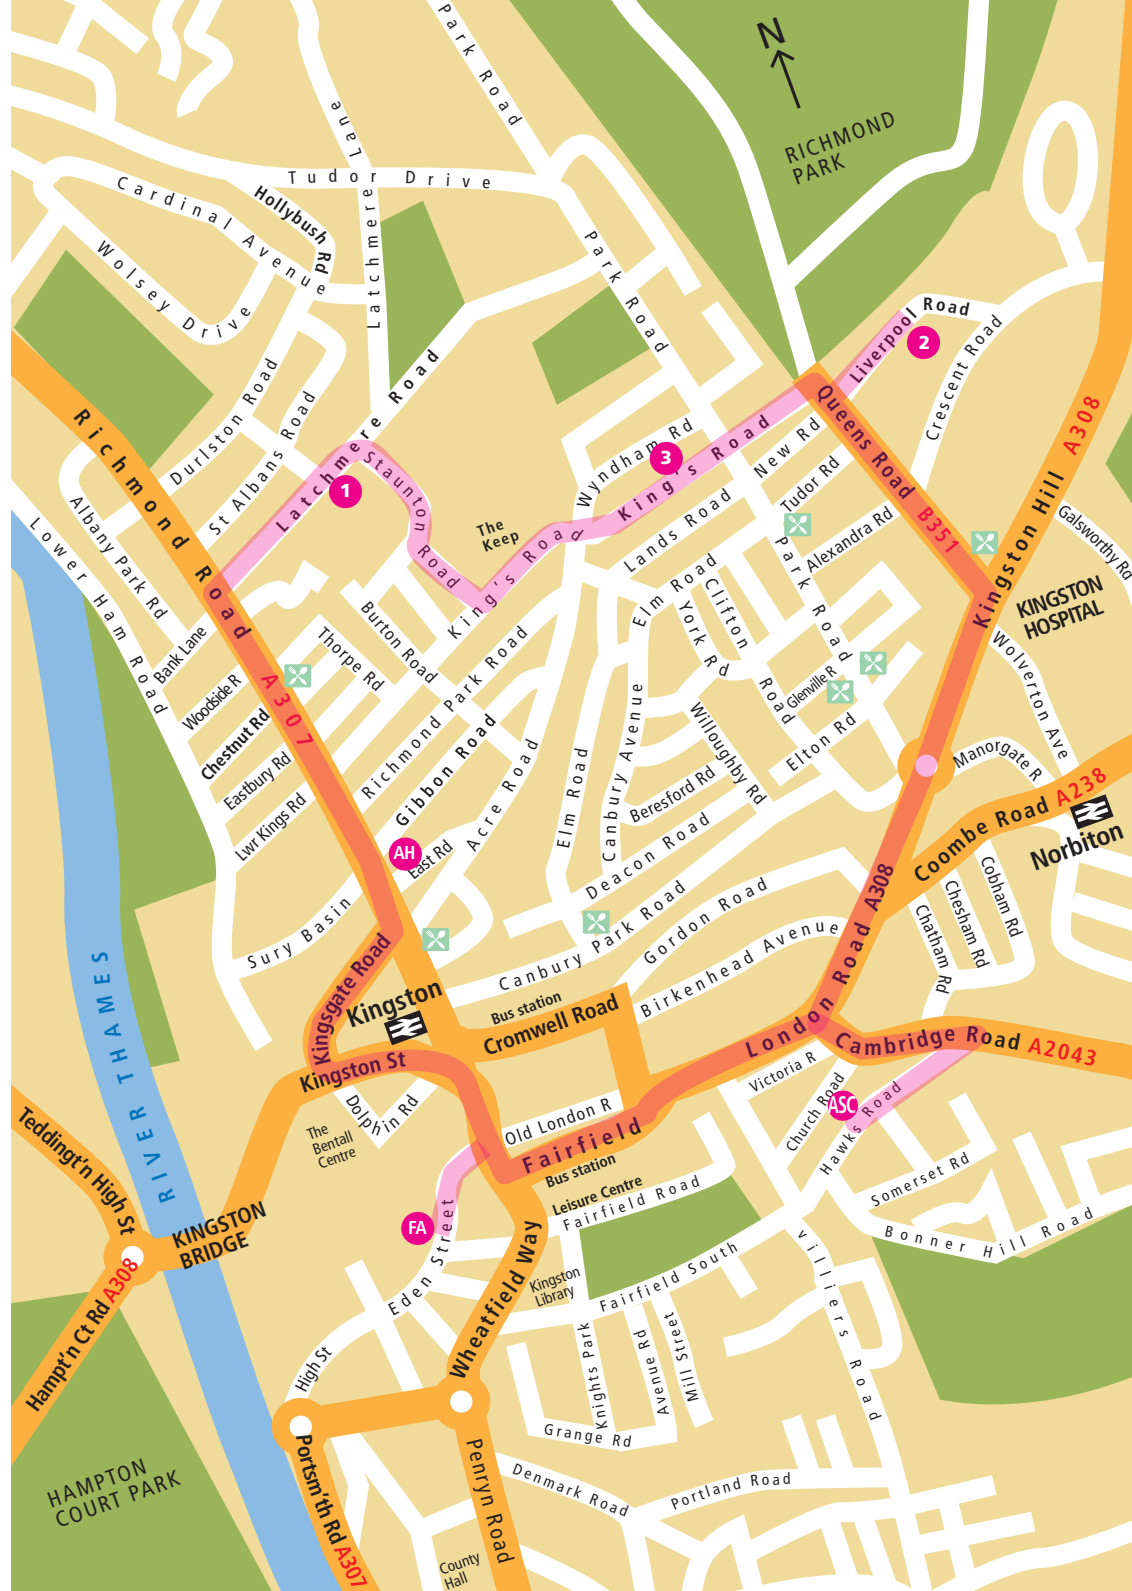 Park Road
N
RICHMOND
PARK
Latchmere Lane
Tudor Drive
Cardinal Avenue
Hollybush Rd
Wolsey Drive
Park Road
Liverpool Road
2
Crescent Road
Durlston Road
St Albans Road
Latchmere Road
Richmond Road
A307
Queens Road
B351
Kingston Hill
A308
Wyndham Rd
3
King's Road
New Rd
Tudor Rd
Lands Road
Alexandra Rd
Park Road
Galsworthy Rd
KINGSTON
HOSPITAL
1
Staunton Road
The
Keep
King's Road
Albany Park Rd
Lower Ham Road
Bank Lane
Woodside R
Chestnut Rd
Eastbury Rd
Lwr Kings Rd
Thorpe Rd
Burton Road
Richmond Park Road
Gibbon Road
Acre Road
Elm Road
Elm Road
York Rd
Clifton Road
Glenville R
Elton Rd
Willoughby Rd
Canbury Avenue
Beresford Rd
Deacon Road
Wolverton Ave
Manorgate R
Coombe Road
A238
Norbiton
AH
East Rd
Sury Basin
Canbury Park Road
Gordon Road
Birkenhead Avenue
London Road
A308
Chatham Rd
Chesham Rd
Cobham Rd
RIVER THAMES
Kingsgate Road
Kingston
Bus station
Cromwell Road
Kingston St
Dolphin Rd
The
Bentall
Centre
Old London R
Fairfield
Bus station
Leisure Centre
Fairfield Road
Victoria R
Cambridge Road
A2043
Church Road
ASC
Hawks Road
Somerset Rd
Bonner Hill Road
Teddingt'n High St
KINGSTON
BRIDGE
Hampt'n Ct Rd
A308
FA
Eden Street
Wheatfield Way
Kingston
Library
Fairfield South
Villiers Road
Knights Park
Avenue Rd
Mill Street
High St
Grange Rd
Portsm'th Rd
A307
Penryn Road
Denmark Road
Portland Road
HAMPTON
COURT PARK
County
Hall